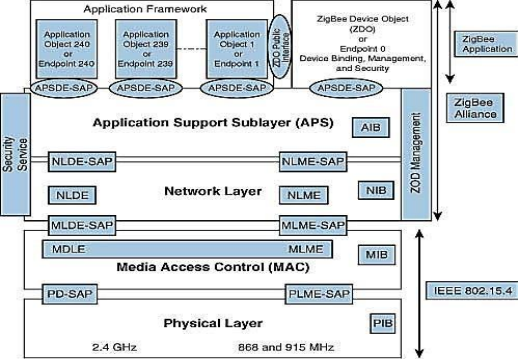 Application Framework
Application
Object 240
or
Endpoint 240
Application
Object 239
or
Endpoint 239
Application
Object 1
or
Endpoint 1
ZDO Public
Interface
ZigBee Device Object
(ZDO)
or
Endpoint 0
Device Binding, Management,
and Security
ZigBee
Application
APSDE-SAP
APSDE-SAP
APSDE-SAP
APSDE-SAP
ZigBee
Alliance
Security
Service
Application Support Sublayer (APS)
AIB
ZOD Management
NLDE-SAP
NLME-SAP
NLDE
Network Layer
NLME
NIB
MLDE-SAP
MLME-SAP
MDLE
MLME
MIB
Media Access Control (MAC)
IEEE 802.15.4
PD-SAP
PLME-SAP
Physical Layer
PIB
2.4 GHz
868 and 915 MHz